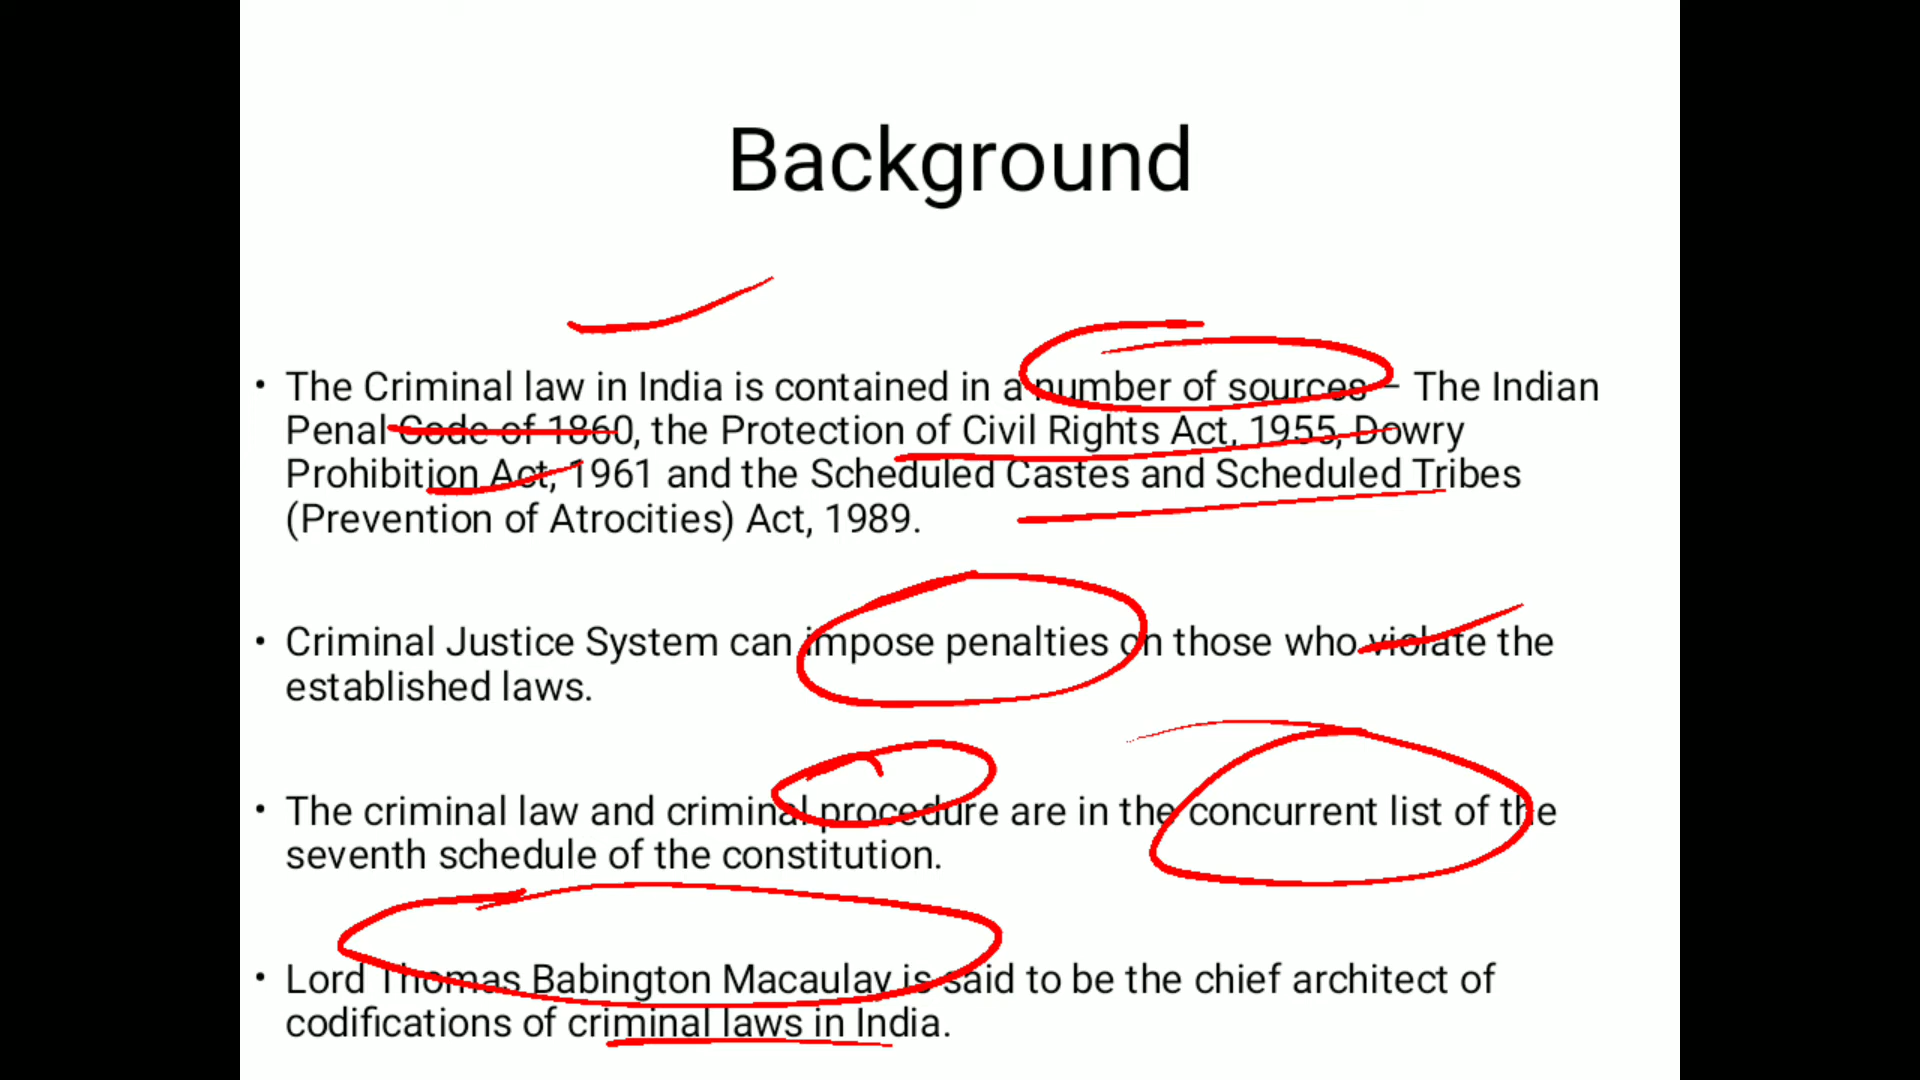 Background
• The Criminal law in India is contained in a number of sources – The Indian
Penal Code of 1860, the Protection of Civil Rights Act, 1955, Dowry
Prohibition Act, 1961 and the Scheduled Castes and Scheduled Tribes
(Prevention of Atrocities) Act, 1989.
• Criminal Justice System can impose penalties on those who violate the
established laws.
• The criminal law and criminal procedure are in the concurrent list of the
seventh schedule of the constitution.
• Lord Thomas Babington Macaulay is said to be the chief architect of
codifications of criminal laws in India.